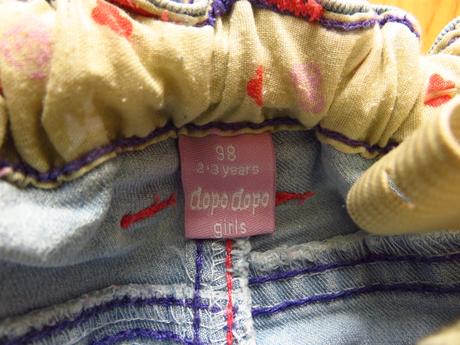 98
2-3 years
dopo dopo
girls